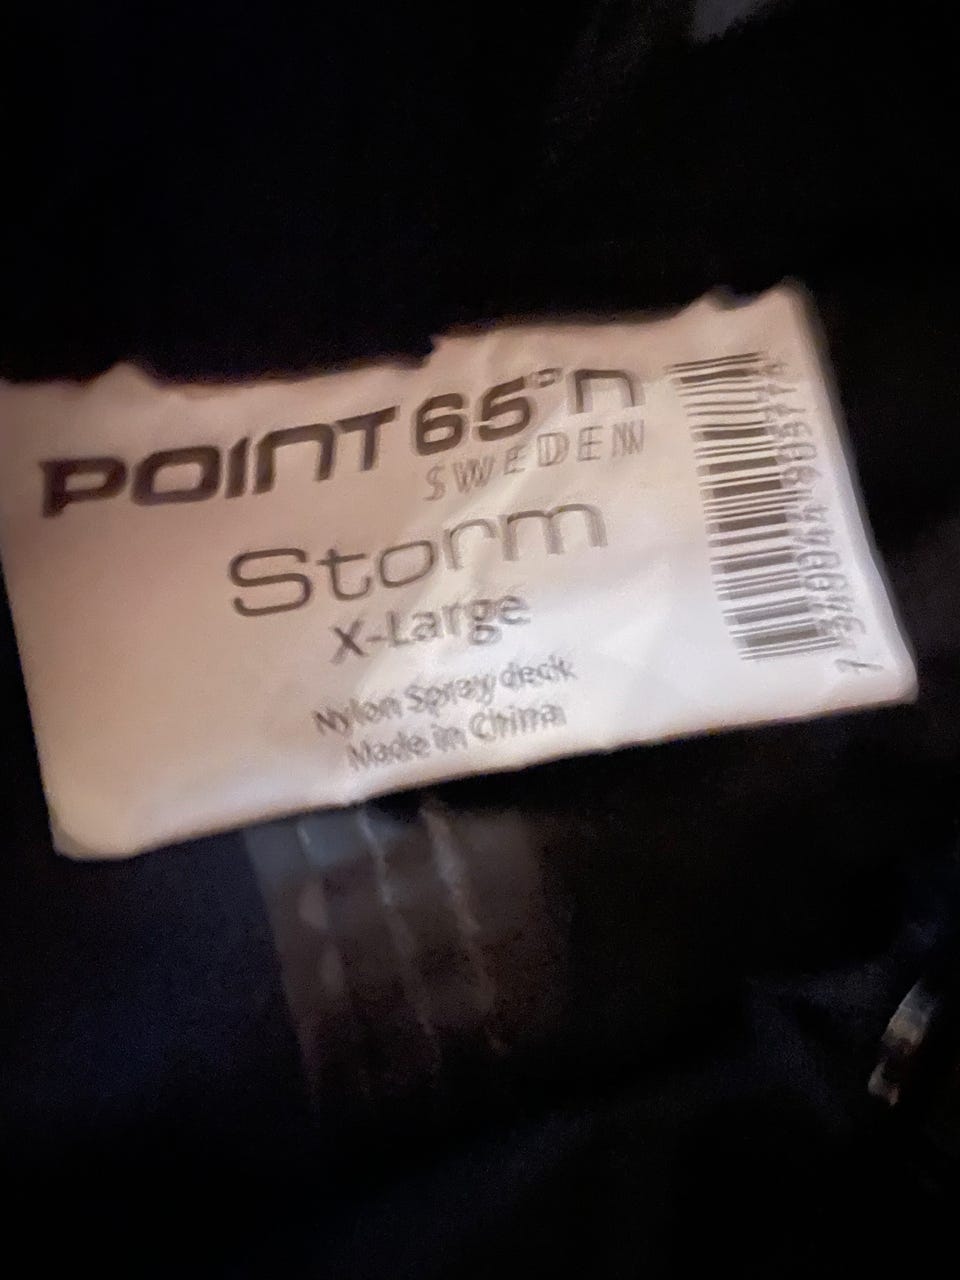 POINT 65°n
SWEDEN
Storm
X-Large
Nylon Spray deck
Made in China